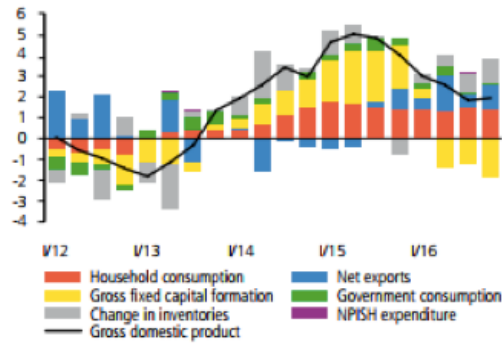 6
5
4
3
2
1
0
-1
-2
-3
-4
I/12 I/13 I/14 I/15 I/16
Household consumption Net exports
Gross fixed capital formation Government consumption
Change in inventories NPISH expenditure
Gross domestic product